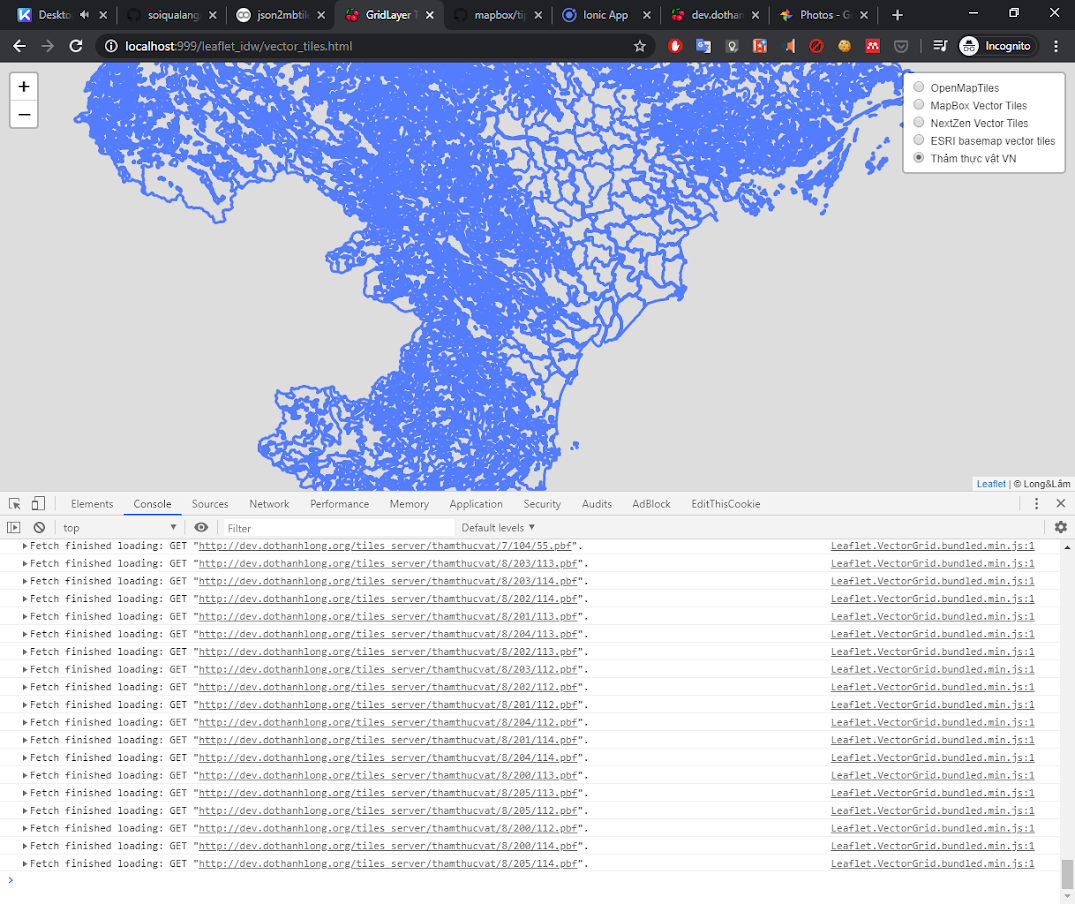 Deskto
soiqualang
json2mbtil
GridLayer T
mapbox/tip
Ionic App
dev.dothan
Photos - G
localhost:999/leaflet_idw/vector_tiles.html
Incognito
+
−
OpenMapTiles
MapBox Vector Tiles
NextZen Vector Tiles
ESRI basemap vector tiles
Thảm thực vật VN
Leaflet | © Long&Lâm
Elements Console Sources Network Performance Memory Application Security Audits AdBlock EditThisCookie
top Filter Default levels
Fetch finished loading: GET "http://dev.dothanhlong.org/tiles_server/thamthucvat/7/104/55.pbf". Leaflet.VectorGrid.bundled.min.js:1
Fetch finished loading: GET "http://dev.dothanhlong.org/tiles_server/thamthucvat/8/203/113.pbf". Leaflet.VectorGrid.bundled.min.js:1
Fetch finished loading: GET "http://dev.dothanhlong.org/tiles_server/thamthucvat/8/203/114.pbf". Leaflet.VectorGrid.bundled.min.js:1
Fetch finished loading: GET "http://dev.dothanhlong.org/tiles_server/thamthucvat/8/202/114.pbf". Leaflet.VectorGrid.bundled.min.js:1
Fetch finished loading: GET "http://dev.dothanhlong.org/tiles_server/thamthucvat/8/201/113.pbf". Leaflet.VectorGrid.bundled.min.js:1
Fetch finished loading: GET "http://dev.dothanhlong.org/tiles_server/thamthucvat/8/204/113.pbf". Leaflet.VectorGrid.bundled.min.js:1
Fetch finished loading: GET "http://dev.dothanhlong.org/tiles_server/thamthucvat/8/202/113.pbf". Leaflet.VectorGrid.bundled.min.js:1
Fetch finished loading: GET "http://dev.dothanhlong.org/tiles_server/thamthucvat/8/203/112.pbf". Leaflet.VectorGrid.bundled.min.js:1
Fetch finished loading: GET "http://dev.dothanhlong.org/tiles_server/thamthucvat/8/202/112.pbf". Leaflet.VectorGrid.bundled.min.js:1
Fetch finished loading: GET "http://dev.dothanhlong.org/tiles_server/thamthucvat/8/201/112.pbf". Leaflet.VectorGrid.bundled.min.js:1
Fetch finished loading: GET "http://dev.dothanhlong.org/tiles_server/thamthucvat/8/204/112.pbf". Leaflet.VectorGrid.bundled.min.js:1
Fetch finished loading: GET "http://dev.dothanhlong.org/tiles_server/thamthucvat/8/201/114.pbf". Leaflet.VectorGrid.bundled.min.js:1
Fetch finished loading: GET "http://dev.dothanhlong.org/tiles_server/thamthucvat/8/204/114.pbf". Leaflet.VectorGrid.bundled.min.js:1
Fetch finished loading: GET "http://dev.dothanhlong.org/tiles_server/thamthucvat/8/200/113.pbf". Leaflet.VectorGrid.bundled.min.js:1
Fetch finished loading: GET "http://dev.dothanhlong.org/tiles_server/thamthucvat/8/205/113.pbf". Leaflet.VectorGrid.bundled.min.js:1
Fetch finished loading: GET "http://dev.dothanhlong.org/tiles_server/thamthucvat/8/205/112.pbf". Leaflet.VectorGrid.bundled.min.js:1
Fetch finished loading: GET "http://dev.dothanhlong.org/tiles_server/thamthucvat/8/200/112.pbf". Leaflet.VectorGrid.bundled.min.js:1
Fetch finished loading: GET "http://dev.dothanhlong.org/tiles_server/thamthucvat/8/200/114.pbf". Leaflet.VectorGrid.bundled.min.js:1
Fetch finished loading: GET "http://dev.dothanhlong.org/tiles_server/thamthucvat/8/205/114.pbf". Leaflet.VectorGrid.bundled.min.js:1